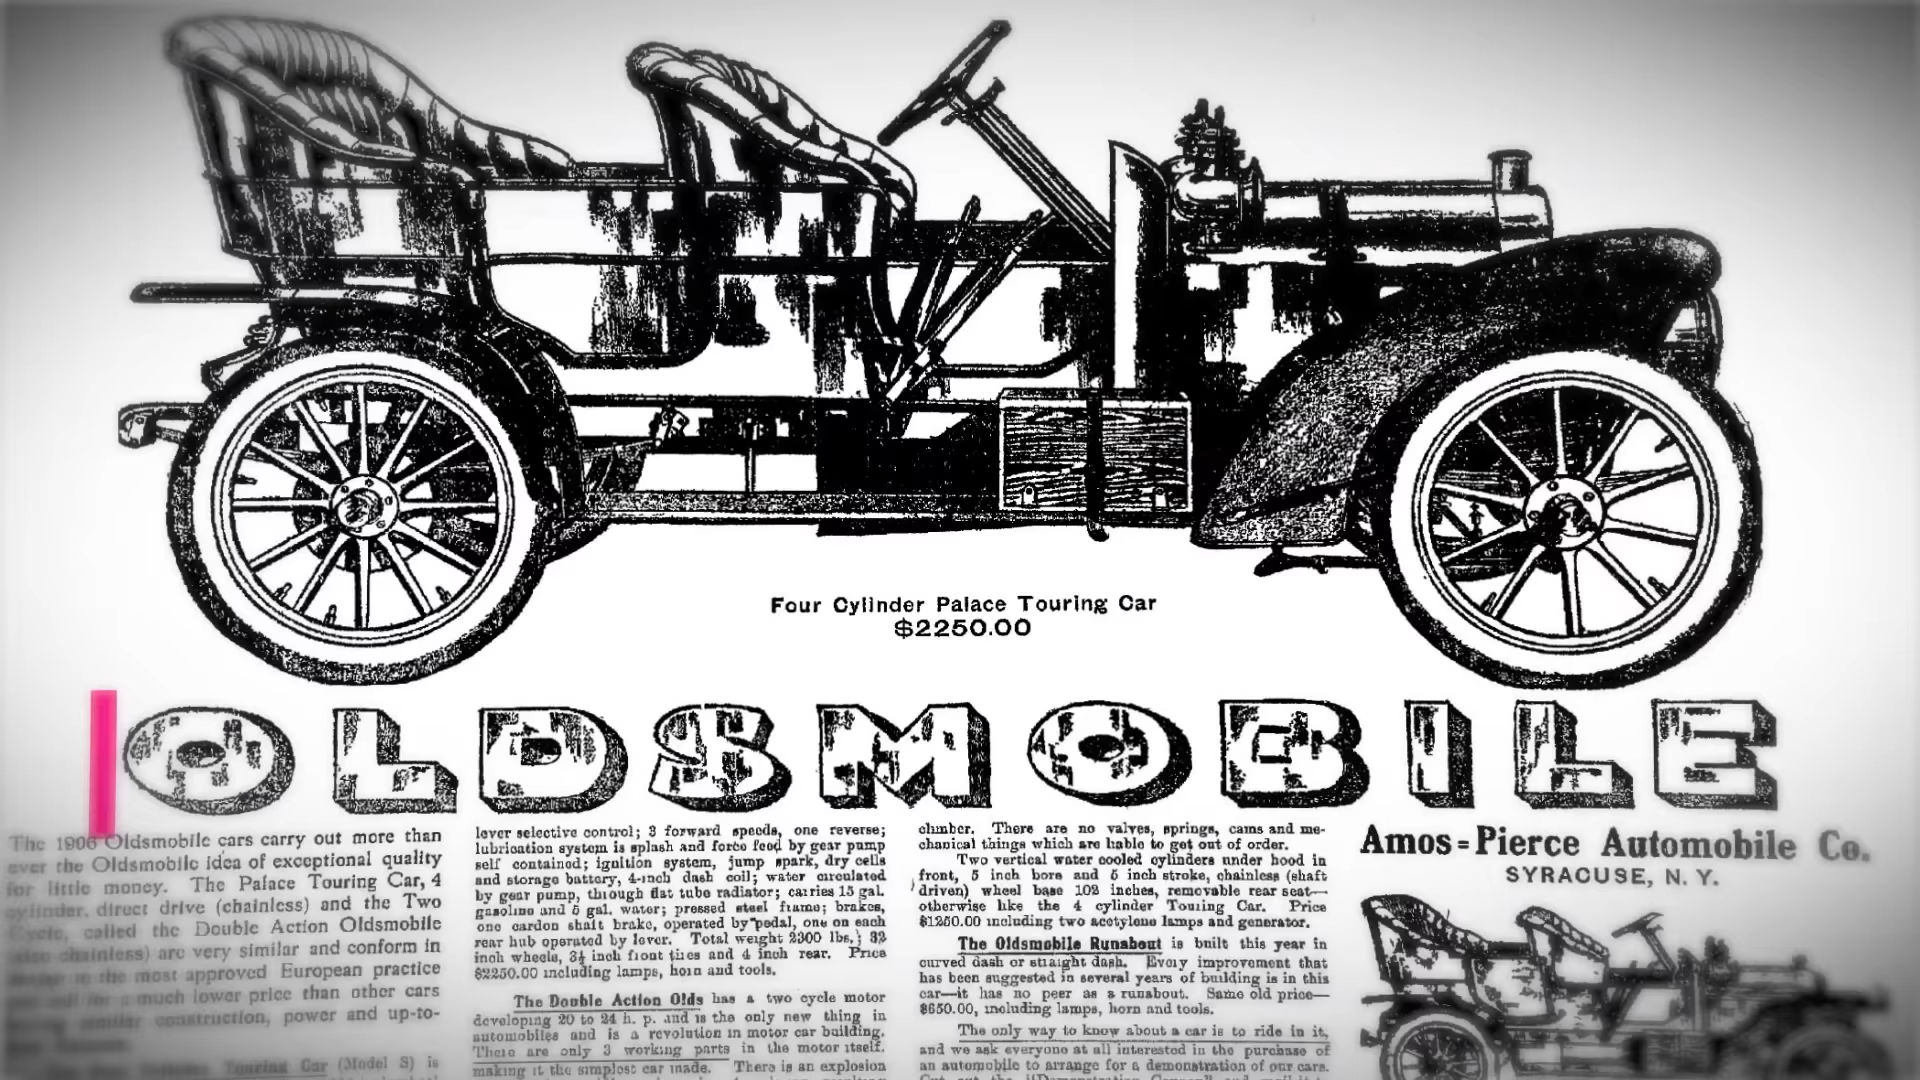 Four Cylinder Palace Touring Car
$2250.00
OLDSMOBILE
The 1906 Oldsmobile cars carry out more than
ever the Oldsmobile idea of exceptional quality
for little money. The Palace Touring Car, 4
cylinder, direct drive (chainless) and the Two
Cycle, called the Double Action Oldsmobile
(also chainless) are very similar and conform in
to the most approved European practice
and sell for a much lower price than other cars
similar construction, power and up-to-
Touring Car (Model S) is
lever selective control; 3 forward speeds, one reverse;
lubrication system is splash and force feed by gear pump
self contained; ignition system, jump spark, dry cells
and storage battery, 4-inch dash coil; water circulated
by gear pump, through flat tube radiator; carries 15 gal.
gasoline and 5 gal. water; pressed steel frame; brakes,
one cardon shaft brake, operated by pedal, one on each
rear hub operated by lever. Total weight 2300 lbs.; 32
inch wheels, 3½ inch front tires and 4 inch rear. Price
$2250.00 including lamps, horn and tools.
The Double Action Olds has a two cycle motor
developing 20 to 24 h. p. and is the only new thing in
automobiles and is a revolution in motor car building.
There are only 3 working parts in the motor itself.
making it the simplest car made. There is an explosion
climber. There are no valves, springs, cams and me-
chanical things which are liable to get out of order.
Two vertical water cooled cylinders under hood in
front, 5 inch bore and 5 inch stroke, chainless (shaft
driven) wheel base 102 inches, removable rear seat—
otherwise like the 4 cylinder Touring Car. Price
$1250.00 including two acetylene lamps and generator.
The Oldsmobile Runabout is built this year in
curved dash or straight dash. Every improvement that
has been suggested in several years of building is in this
car—it has no peer as a runabout. Same old price—
$650.00, including lamps, horn and tools.
The only way to know about a car is to ride in it,
and we ask everyone at all interested in the purchase of
an automobile to arrange for a demonstration of our cars.
Amos=Pierce Automobile Co.
SYRACUSE, N. Y.